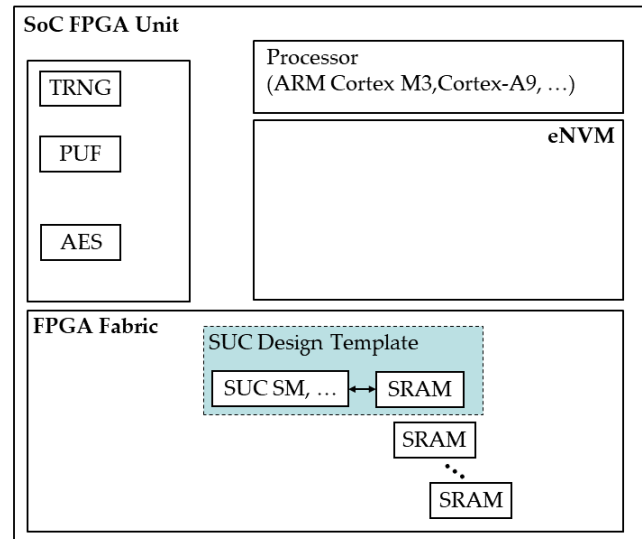 SoC FPGA Unit
TRNG
PUF
AES
Processor
(ARM Cortex M3,Cortex-A9, …)
eNVM
FPGA Fabric
SUC Design Template
SUC SM, …
SRAM
SRAM
SRAM